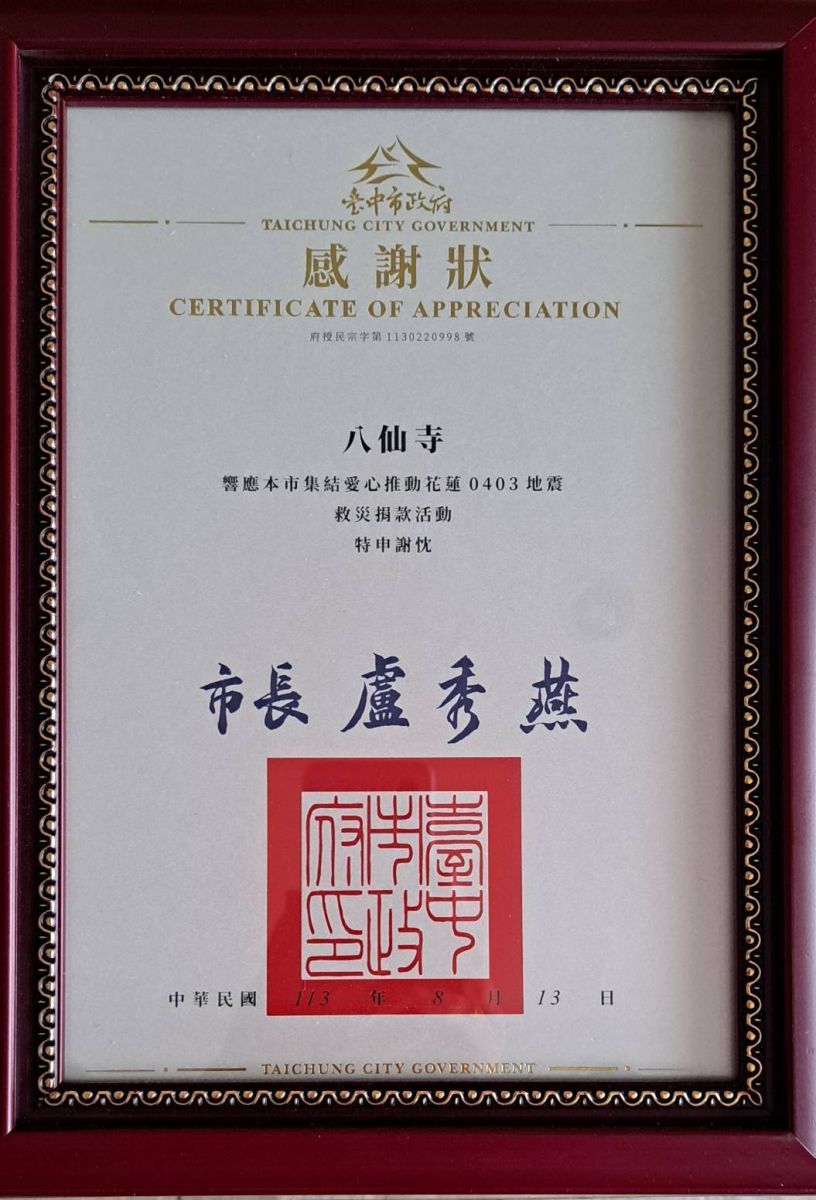 臺中市政府
TAICHUNG CITY GOVERNMENT
感謝狀
CERTIFICATE OF APPRECIATION
府授民宗字第1130220998號
八仙寺
響應本市集結愛心推動花蓮0403地震
救災捐款活動
特申謝忱
市長 盧秀燕
臺中市政府印
中華民國 113 年 8 月 13 日
TAICHUNG CITY GOVERNMENT